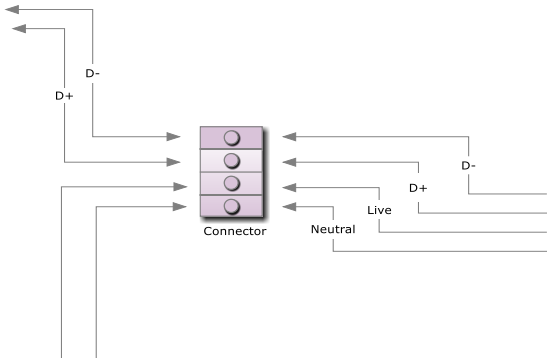 D-
D+
D-
D+
Live
Neutral
Connector